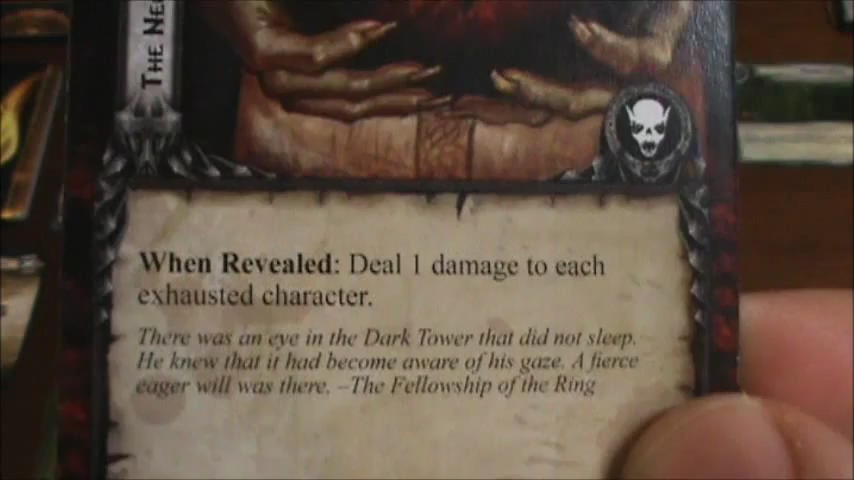 THE NE
When Revealed: Deal 1 damage to each
exhausted character.
There was an eye in the Dark Tower that did not sleep.
He knew that it had become aware of his gaze. A fierce
eager will was there. –The Fellowship of the Ring